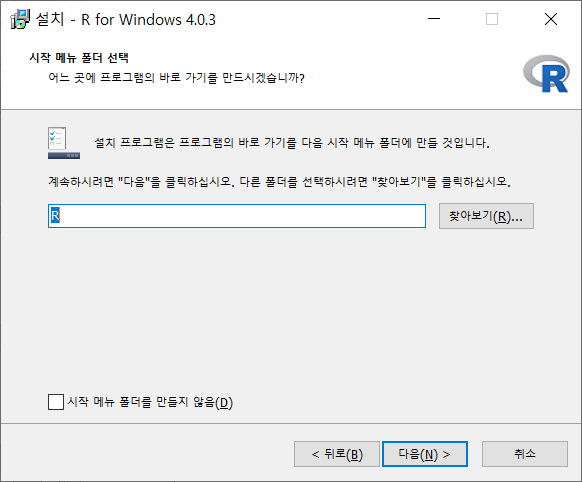 설치 - R for Windows 4.0.3
시작 메뉴 폴더 선택
어느 곳에 프로그램의 바로 가기를 만드시겠습니까?
R
설치 프로그램은 프로그램의 바로 가기를 다음 시작 메뉴 폴더에 만들 것입니다.
계속하시려면 "다음"을 클릭하십시오. 다른 폴더를 선택하시려면 "찾아보기"를 클릭하십시오.
R
찾아보기(R)...
시작 메뉴 폴더를 만들지 않음(D)
< 뒤로(B)
다음(N) >
취소